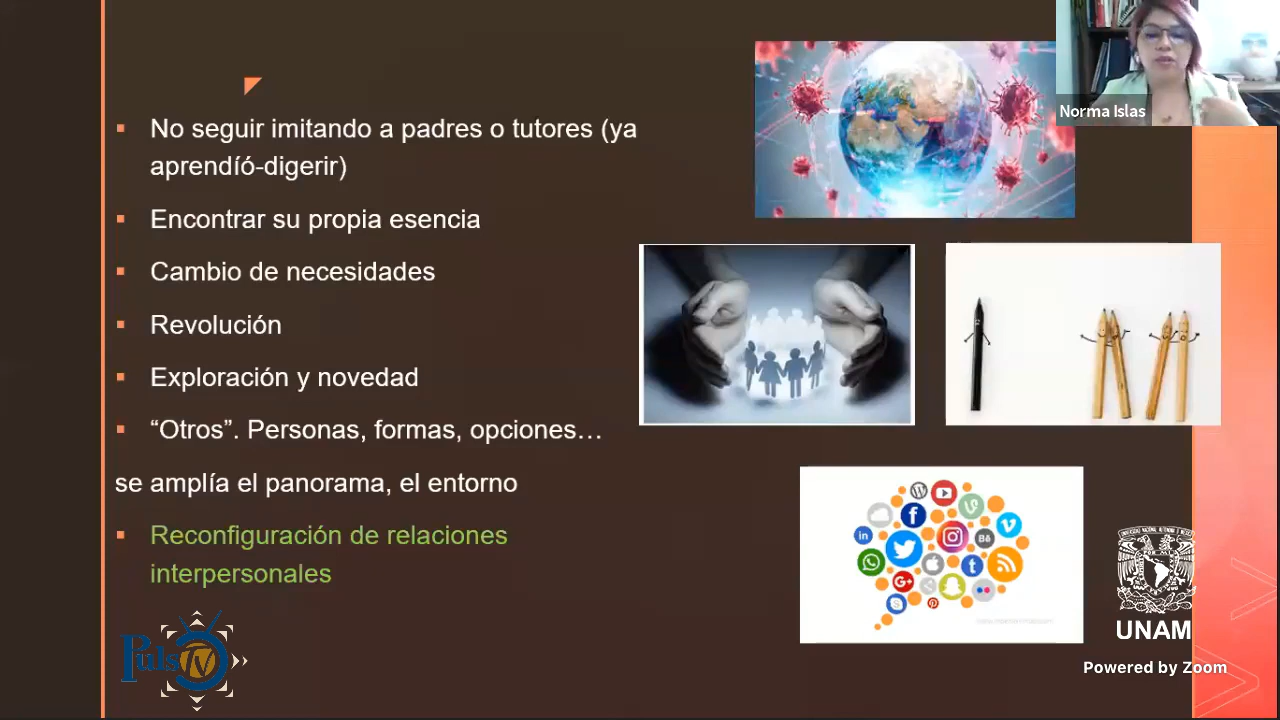 Norma Islas
No seguir imitando a padres o tutores (ya
aprendíó-digerir)
Encontrar su propia esencia
Cambio de necesidades
Revolución
Exploración y novedad
“Otros”. Personas, formas, opciones…
se amplía el panorama, el entorno
Reconfiguración de relaciones
interpersonales
Puls TV
UNAM
Powered by Zoom